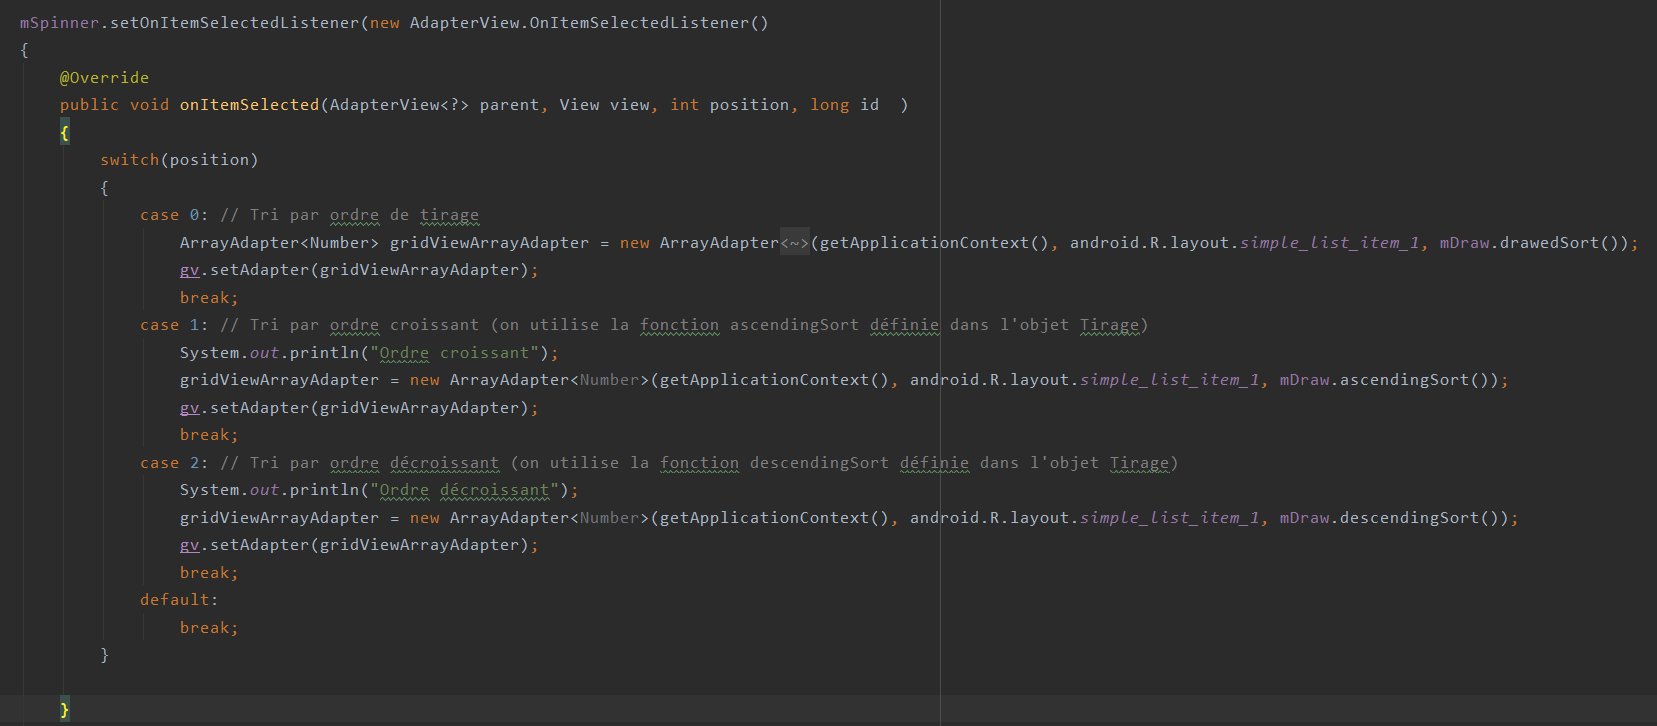 mSpinner.setOnItemSelectedListener(new AdapterView.OnItemSelectedListener()
{
    @Override
    public void onItemSelected(AdapterView<?> parent, View view, int position, long id  )
    {
        switch(position)
        {
            case 0: // Tri par ordre de tirage
                ArrayAdapter<Number> gridViewArrayAdapter = new ArrayAdapter<~>(getApplicationContext(), android.R.layout.simple_list_item_1, mDraw.drawedSort());
                gv.setAdapter(gridViewArrayAdapter);
                break;
            case 1: // Tri par ordre croissant (on utilise la fonction ascendingSort définie dans l'objet Tirage)
                System.out.println("Ordre croissant");
                gridViewArrayAdapter = new ArrayAdapter<Number>(getApplicationContext(), android.R.layout.simple_list_item_1, mDraw.ascendingSort());
                gv.setAdapter(gridViewArrayAdapter);
                break;
            case 2: // Tri par ordre décroissant (on utilise la fonction descendingSort définie dans l'objet Tirage)
                System.out.println("Ordre décroissant");
                gridViewArrayAdapter = new ArrayAdapter<Number>(getApplicationContext(), android.R.layout.simple_list_item_1, mDraw.descendingSort());
                gv.setAdapter(gridViewArrayAdapter);
                break;
            default:
                break;
        }
    }